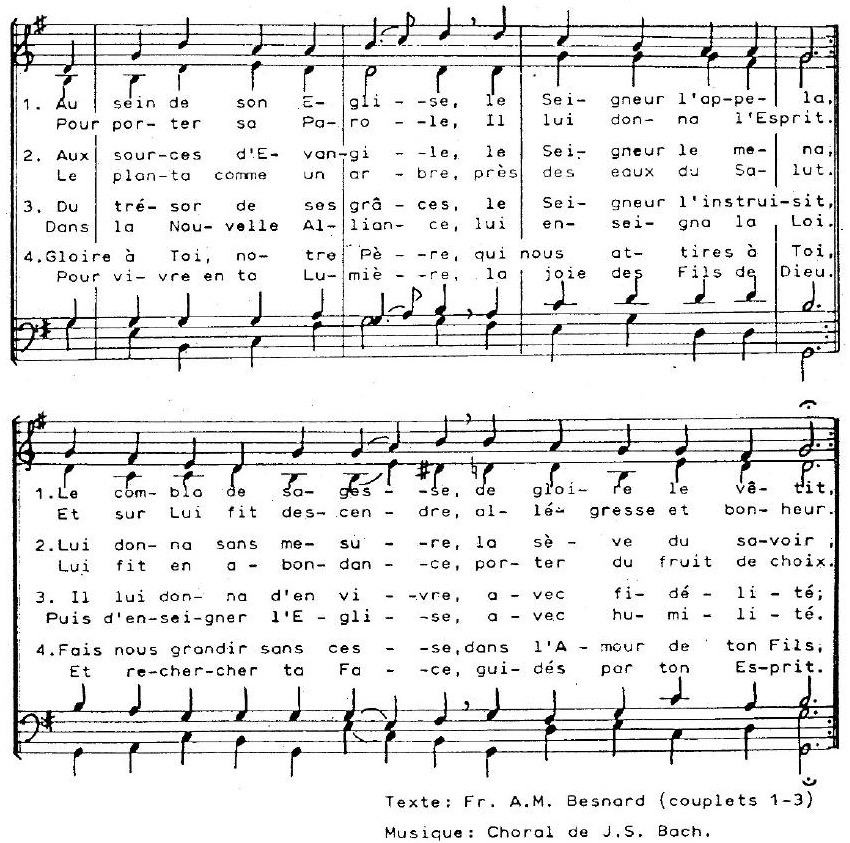 1. Au sein de son E- gli - -se, le Sei- gneur l'ap-pe- la,
Pour por- ter sa Pa- ro - -le, Il lui don- na l'Esprit.
2. Aux sour-ces d'E- van-gi - -le, le Sei- gneur le me- na,
Le plan-ta comme un ar - bre, près des eaux du Sa- lut.
3. Du tré- sor de ses grâ - ces, le Sei- gneur l'instrui-sit,
Dans la Nou- velle Al- lian- ce, lui en- sei- gna la Loi.
4.Gloire à Toi, no- tre Pè - -re, qui nous at- tires à Toi,
Pour vi- vre en ta Lu- miè - -re, la joie des Fils de Dieu.
1.Le com- bla de sa- ges- -se, de gloi- re le vê- tit,
Et sur Lui fit des- cen - dre, al- lé- gresse et bon- heur.
2.Lui don- na sans me- su - -re, la sè - ve du sa-voir,
Lui fit en a - bon- dan - -ce, por- ter du fruit de choix.
3. Il lui don- na d'en vi - -vre, a - vec fi- dé - li - té;
Puis d'en-sei-gner l'E - gli - -se, a - vec hu- mi - li - té.
4.Fais nous grandir sans ces - -se,dans l'A - mour de ton Fils,
Et re-cher-cher ta Fa - -ce, gui- dés par ton Es-prit.
Texte: Fr. A.M. Besnard (couplets 1-3)
Musique: Choral de J.S. Bach.